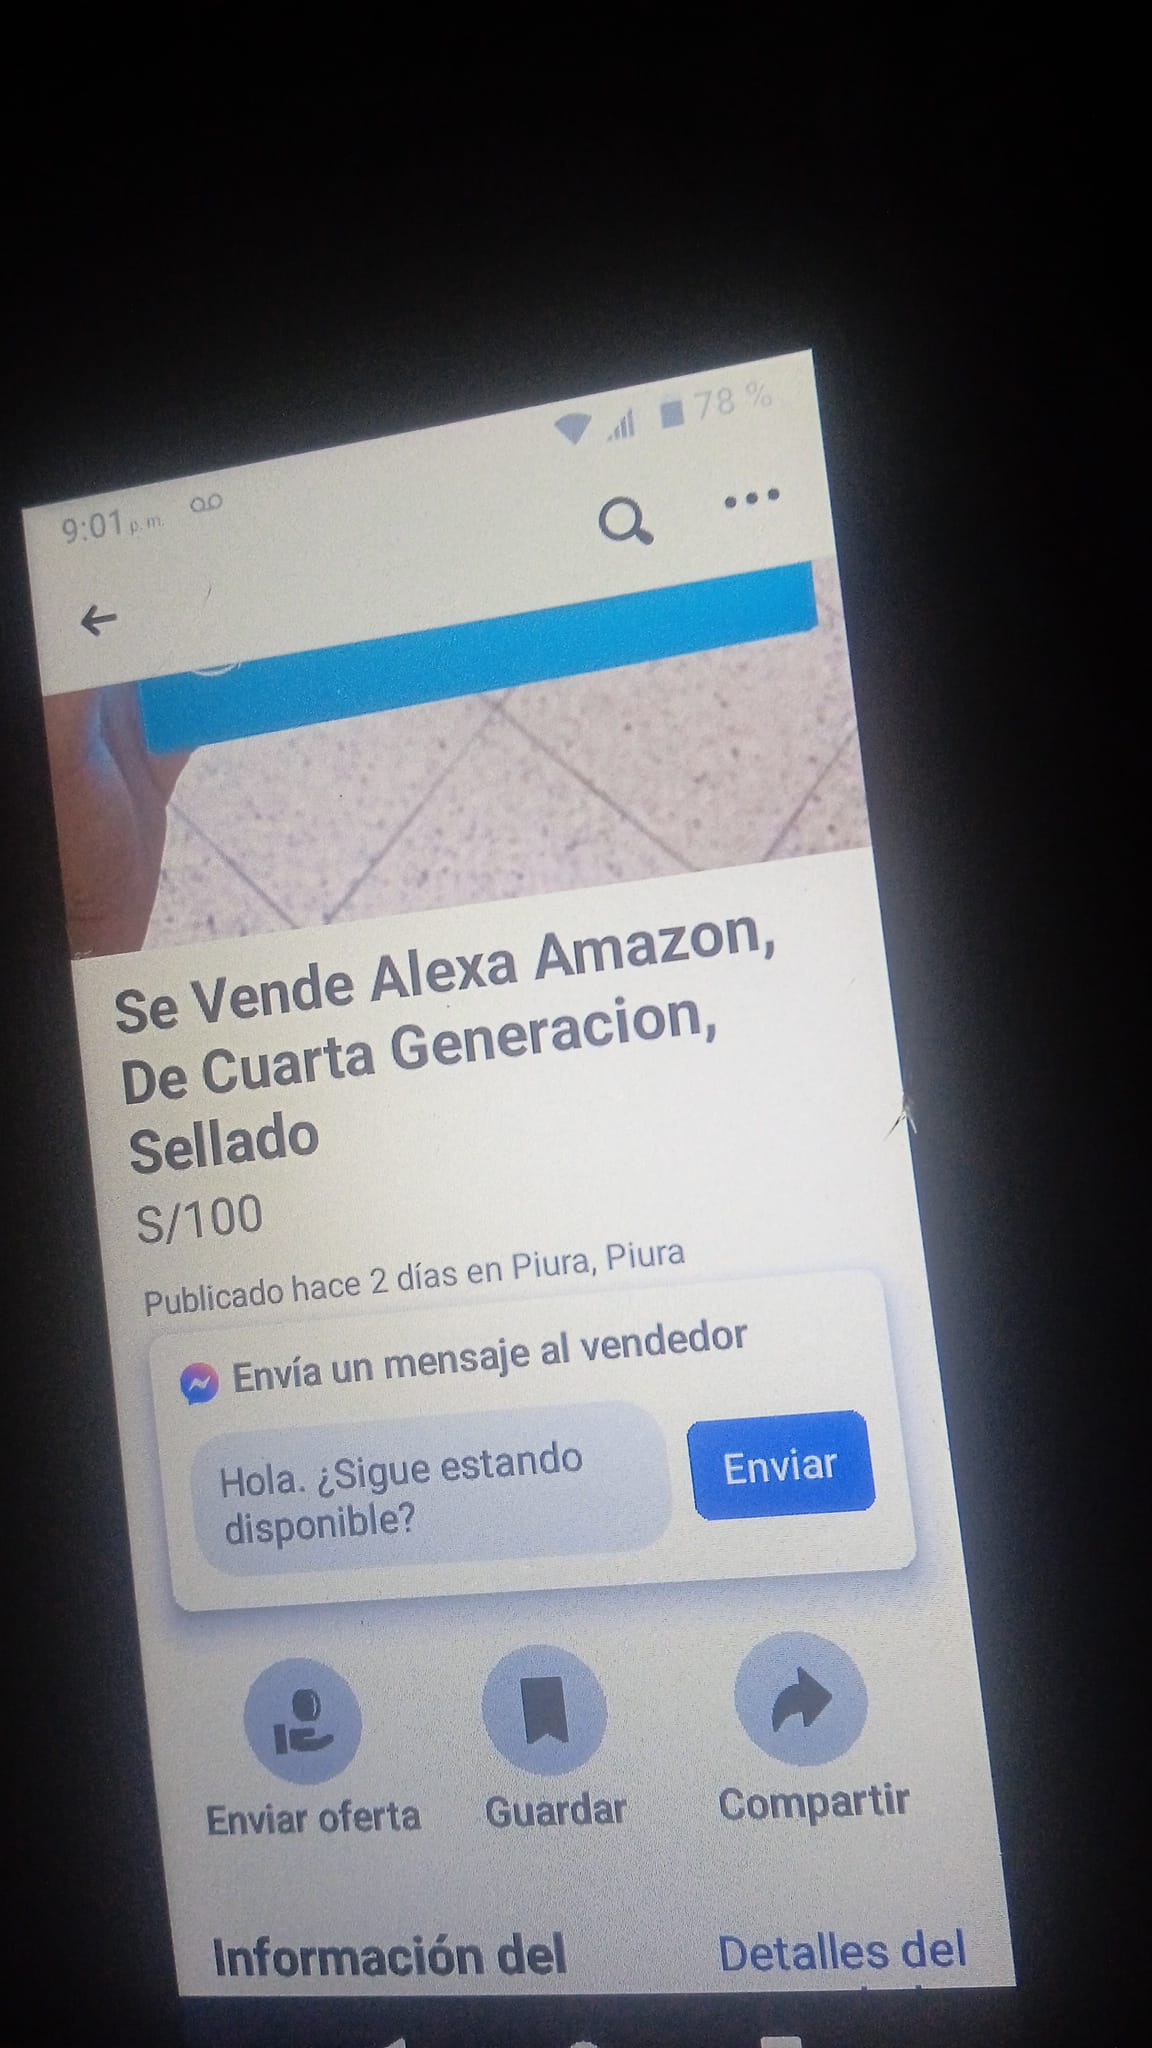 9:01 p. m.
78 %
Se Vende Alexa Amazon,
De Cuarta Generacion,
Sellado
S/100
Publicado hace 2 días en Piura, Piura
Envía un mensaje al vendedor
Hola. ¿Sigue estando
disponible?
Enviar
Enviar oferta
Guardar
Compartir
Información del
Detalles del